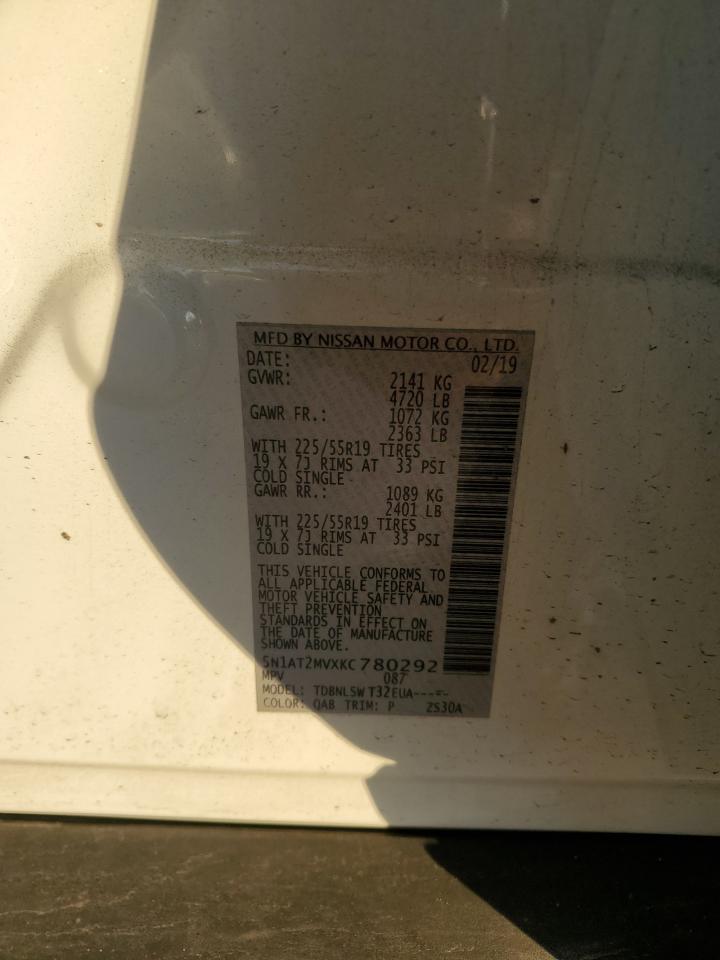 MFD BY NISSAN MOTOR CO., LTD.
DATE: 02/19
GVWR: 2141 KG
4720 LB
GAWR FR.: 1072 KG
2363 LB
WITH 225/55R19 TIRES
19 X 7J RIMS AT 33 PSI
COLD SINGLE
GAWR RR.: 1089 KG
2401 LB
WITH 225/55R19 TIRES
19 X 7J RIMS AT 33 PSI
COLD SINGLE
THIS VEHICLE CONFORMS TO
ALL APPLICABLE FEDERAL
MOTOR VEHICLE SAFETY AND
THEFT PREVENTION
STANDARDS IN EFFECT ON
THE DATE OF MANUFACTURE
SHOWN ABOVE.
5N1AT2MVXKC780292
MPV 087
MODEL: TDBNLSW T32EUA-----
COLOR: QAB TRIM: P ZS30A